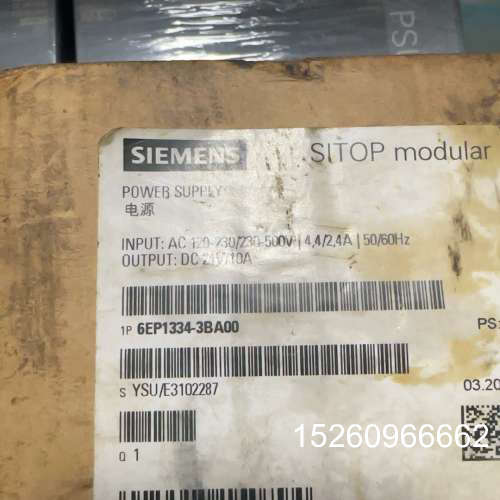 PS
SIEMENS
SITOP modular
POWER SUPPLY
电源
INPUT: AC 120-230/230-500V | 4,4/2,4A | 50/60Hz
OUTPUT: DC 24V/10A
1P 6EP1334-3BA00
PS:
S YSU/E3102287
03.20
15260966662
Q 1